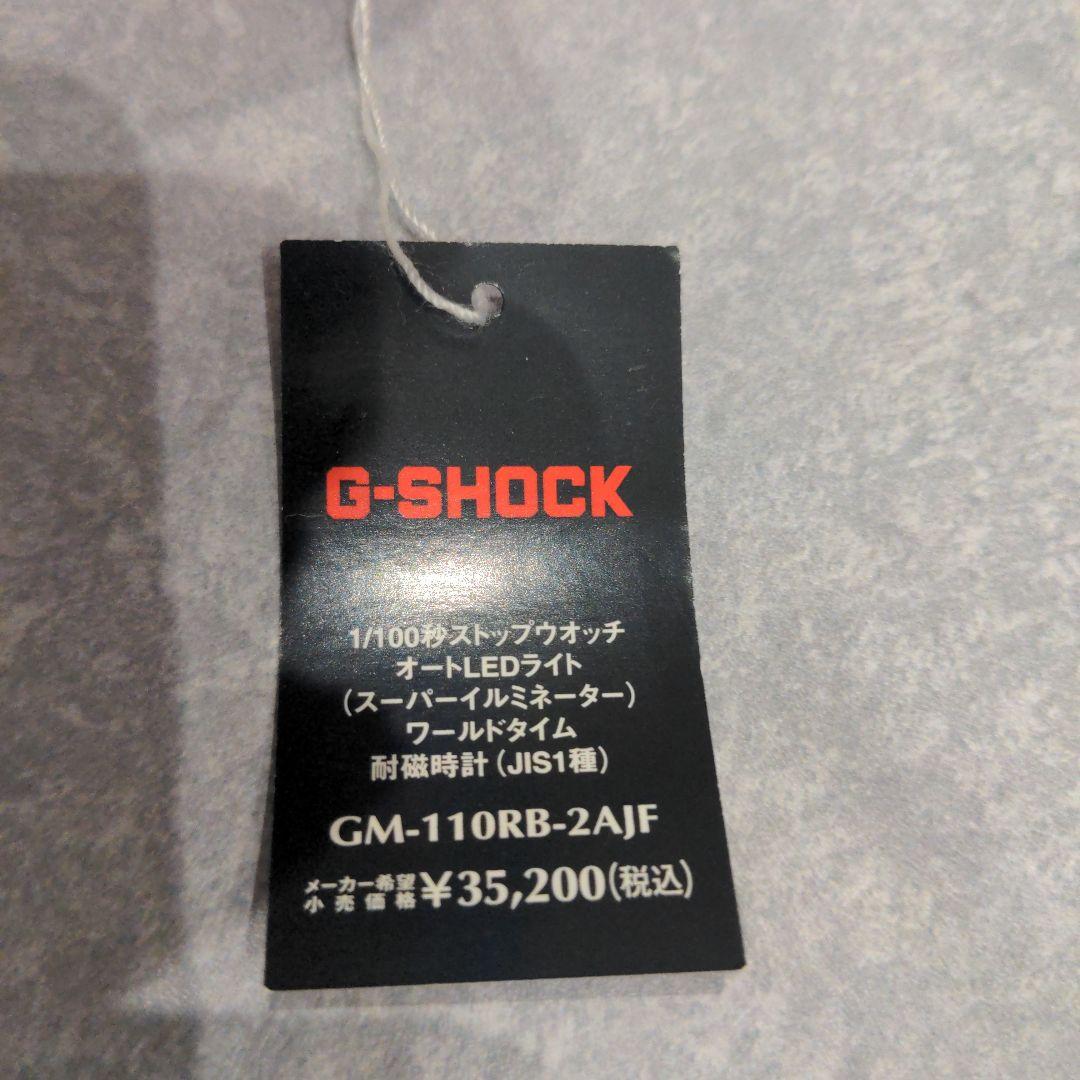 G-SHOCK
1/100秒ストップウオッチ
オートLEDライト
(スーパーイルミネーター)
ワールドタイム
耐磁時計(JIS1種)
GM-110RB-2AJF
メーカー希望
小売価格 ¥35,200(税込)